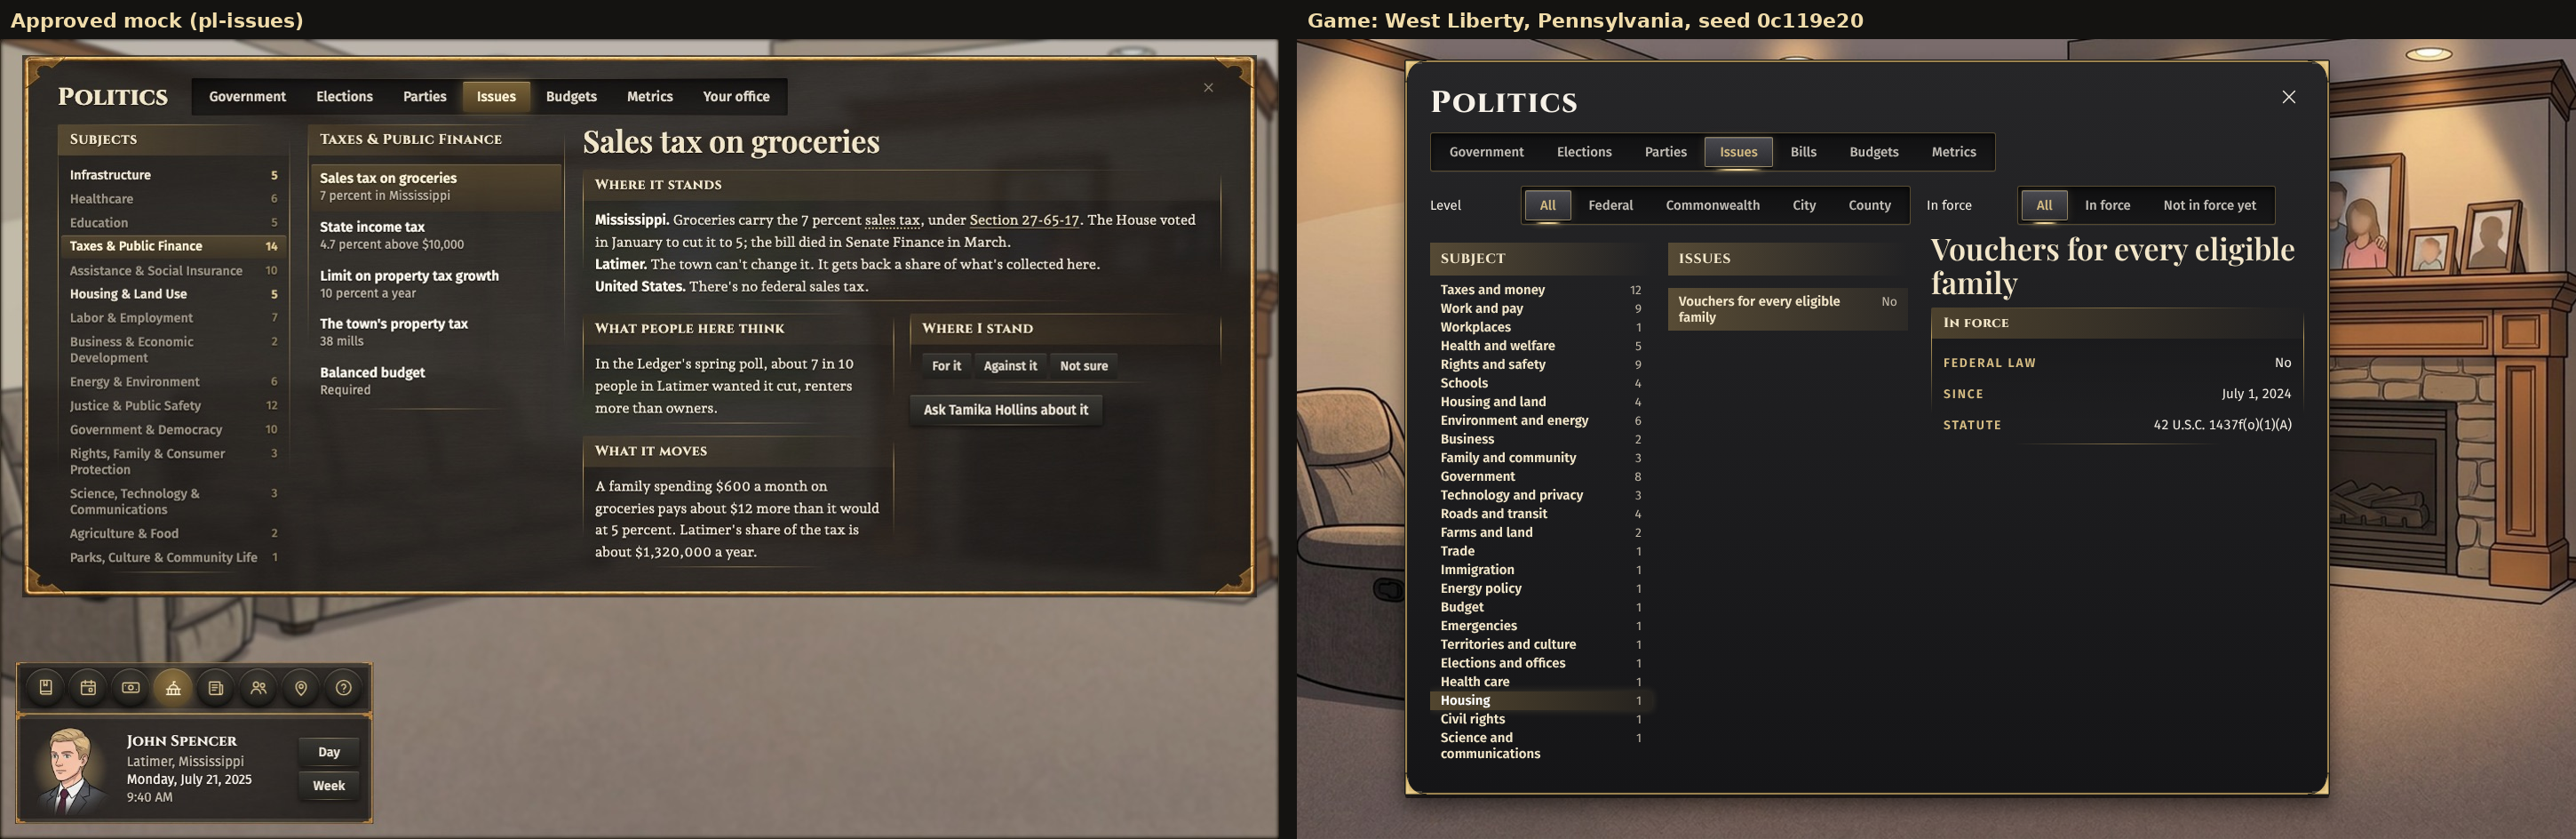 Approved mock (pl-issues)
POLITICS
Government Elections Parties Issues Budgets Metrics Your office
×
SUBJECTS
Infrastructure 5
Healthcare 6
Education 5
Taxes & Public Finance 14
Assistance & Social Insurance 10
Housing & Land Use 5
Labor & Employment 7
Business & Economic 2
Development
Energy & Environment 6
Justice & Public Safety 12
Government & Democracy 10
Rights, Family & Consumer 3
Protection
Science, Technology & 3
Communications
Agriculture & Food 2
Parks, Culture & Community Life 1
TAXES & PUBLIC FINANCE
Sales tax on groceries
7 percent in Mississippi
State income tax
4.7 percent above $10,000
Limit on property tax growth
10 percent a year
The town's property tax
38 mills
Balanced budget
Required
Sales tax on groceries
WHERE IT STANDS
Mississippi. Groceries carry the 7 percent sales tax, under Section 27-65-17. The House voted
in January to cut it to 5; the bill died in Senate Finance in March.
Latimer. The town can't change it. It gets back a share of what's collected here.
United States. There's no federal sales tax.
WHAT PEOPLE HERE THINK
In the Ledger's spring poll, about 7 in 10
people in Latimer wanted it cut, renters
more than owners.
WHERE I STAND
For it Against it Not sure
Ask Tamika Hollins about it
WHAT IT MOVES
A family spending $600 a month on
groceries pays about $12 more than it would
at 5 percent. Latimer's share of the tax is
about $1,320,000 a year.
JOHN SPENCER
Latimer, Mississippi
Monday, July 21, 2025
9:40 AM
Day
Week
Game: West Liberty, Pennsylvania, seed 0c119e20
POLITICS
Government Elections Parties Issues Bills Budgets Metrics
Level All Federal Commonwealth City County In force All In force Not in force yet
SUBJECT
Taxes and money 12
Work and pay 9
Workplaces 1
Health and welfare 5
Rights and safety 9
Schools 4
Housing and land 4
Environment and energy 6
Business 2
Family and community 3
Government 8
Technology and privacy 3
Roads and transit 4
Farms and land 2
Trade 1
Immigration 1
Energy policy 1
Budget 1
Emergencies 1
Territories and culture 1
Elections and offices 1
Health care 1
Housing 1
Civil rights 1
Science and 1
communications
ISSUES
Vouchers for every eligible No
family
Vouchers for every eligible
family
IN FORCE
FEDERAL LAW No
SINCE July 1, 2024
STATUTE 42 U.S.C. 1437f(o)(1)(A)